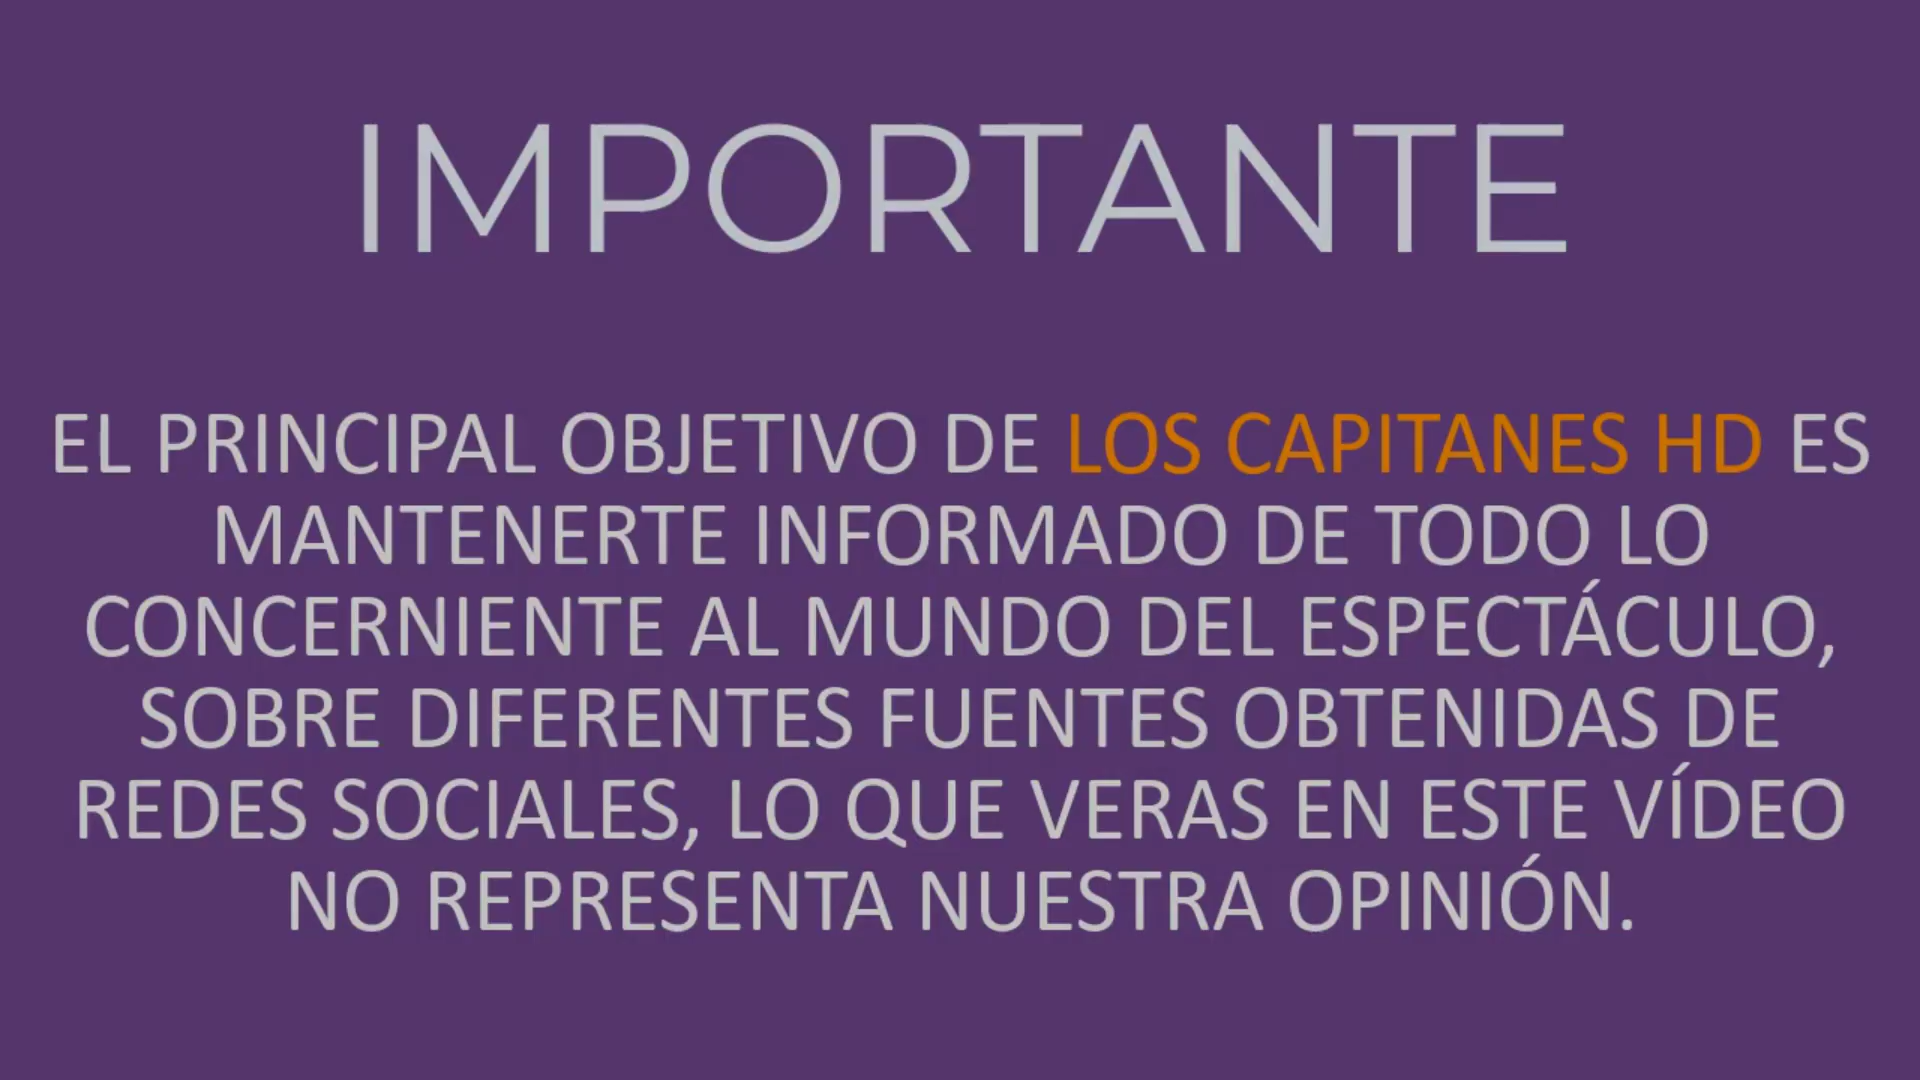 IMPORTANTE
EL PRINCIPAL OBJETIVO DE LOS CAPITANES HD ES
MANTENERTE INFORMADO DE TODO LO
CONCERNIENTE AL MUNDO DEL ESPECTÁCULO,
SOBRE DIFERENTES FUENTES OBTENIDAS DE
REDES SOCIALES, LO QUE VERAS EN ESTE VÍDEO
NO REPRESENTA NUESTRA OPINIÓN.